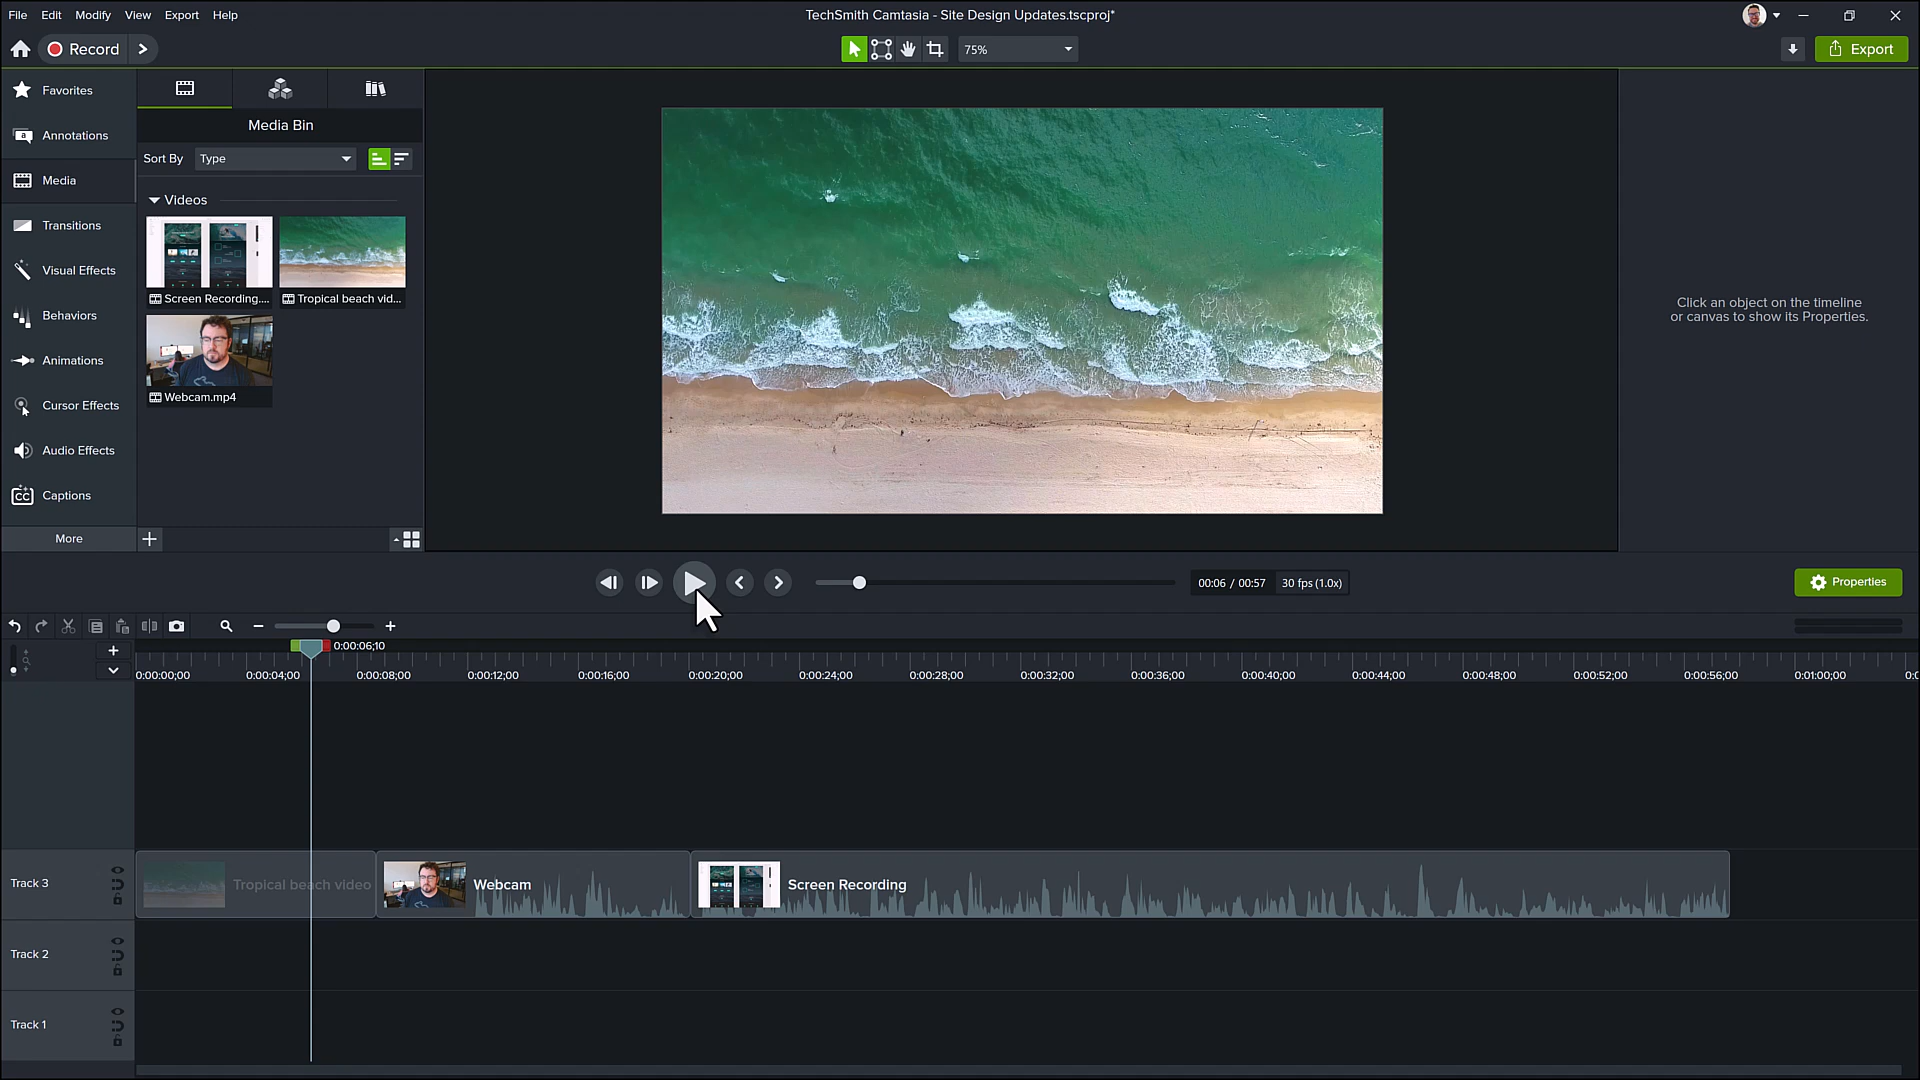 File Edit Modify View Export Help
TechSmith Camtasia - Site Design Updates.tscproj*
Record
75%
Export
Favorites
Annotations
Media
Transitions
Visual Effects
Behaviors
Animations
Cursor Effects
Audio Effects
Captions
More
Media Bin
Sort By Type
Videos
Screen Recording....
Tropical beach vid...
Webcam.mp4
Click an object on the timeline
or canvas to show its Properties.
00:06 / 00:57 30 fps (1.0x)
Properties
0:00:06;10
0:00:00;00 0:00:04;00 0:00:08;00 0:00:12;00 0:00:16;00 0:00:20;00 0:00:24;00 0:00:28;00 0:00:32;00 0:00:36;00 0:00:40;00 0:00:44;00 0:00:48;00 0:00:52;00 0:00:56;00 0:01:00;00
Track 3
Tropical beach video
Webcam
Screen Recording
Track 2
Track 1